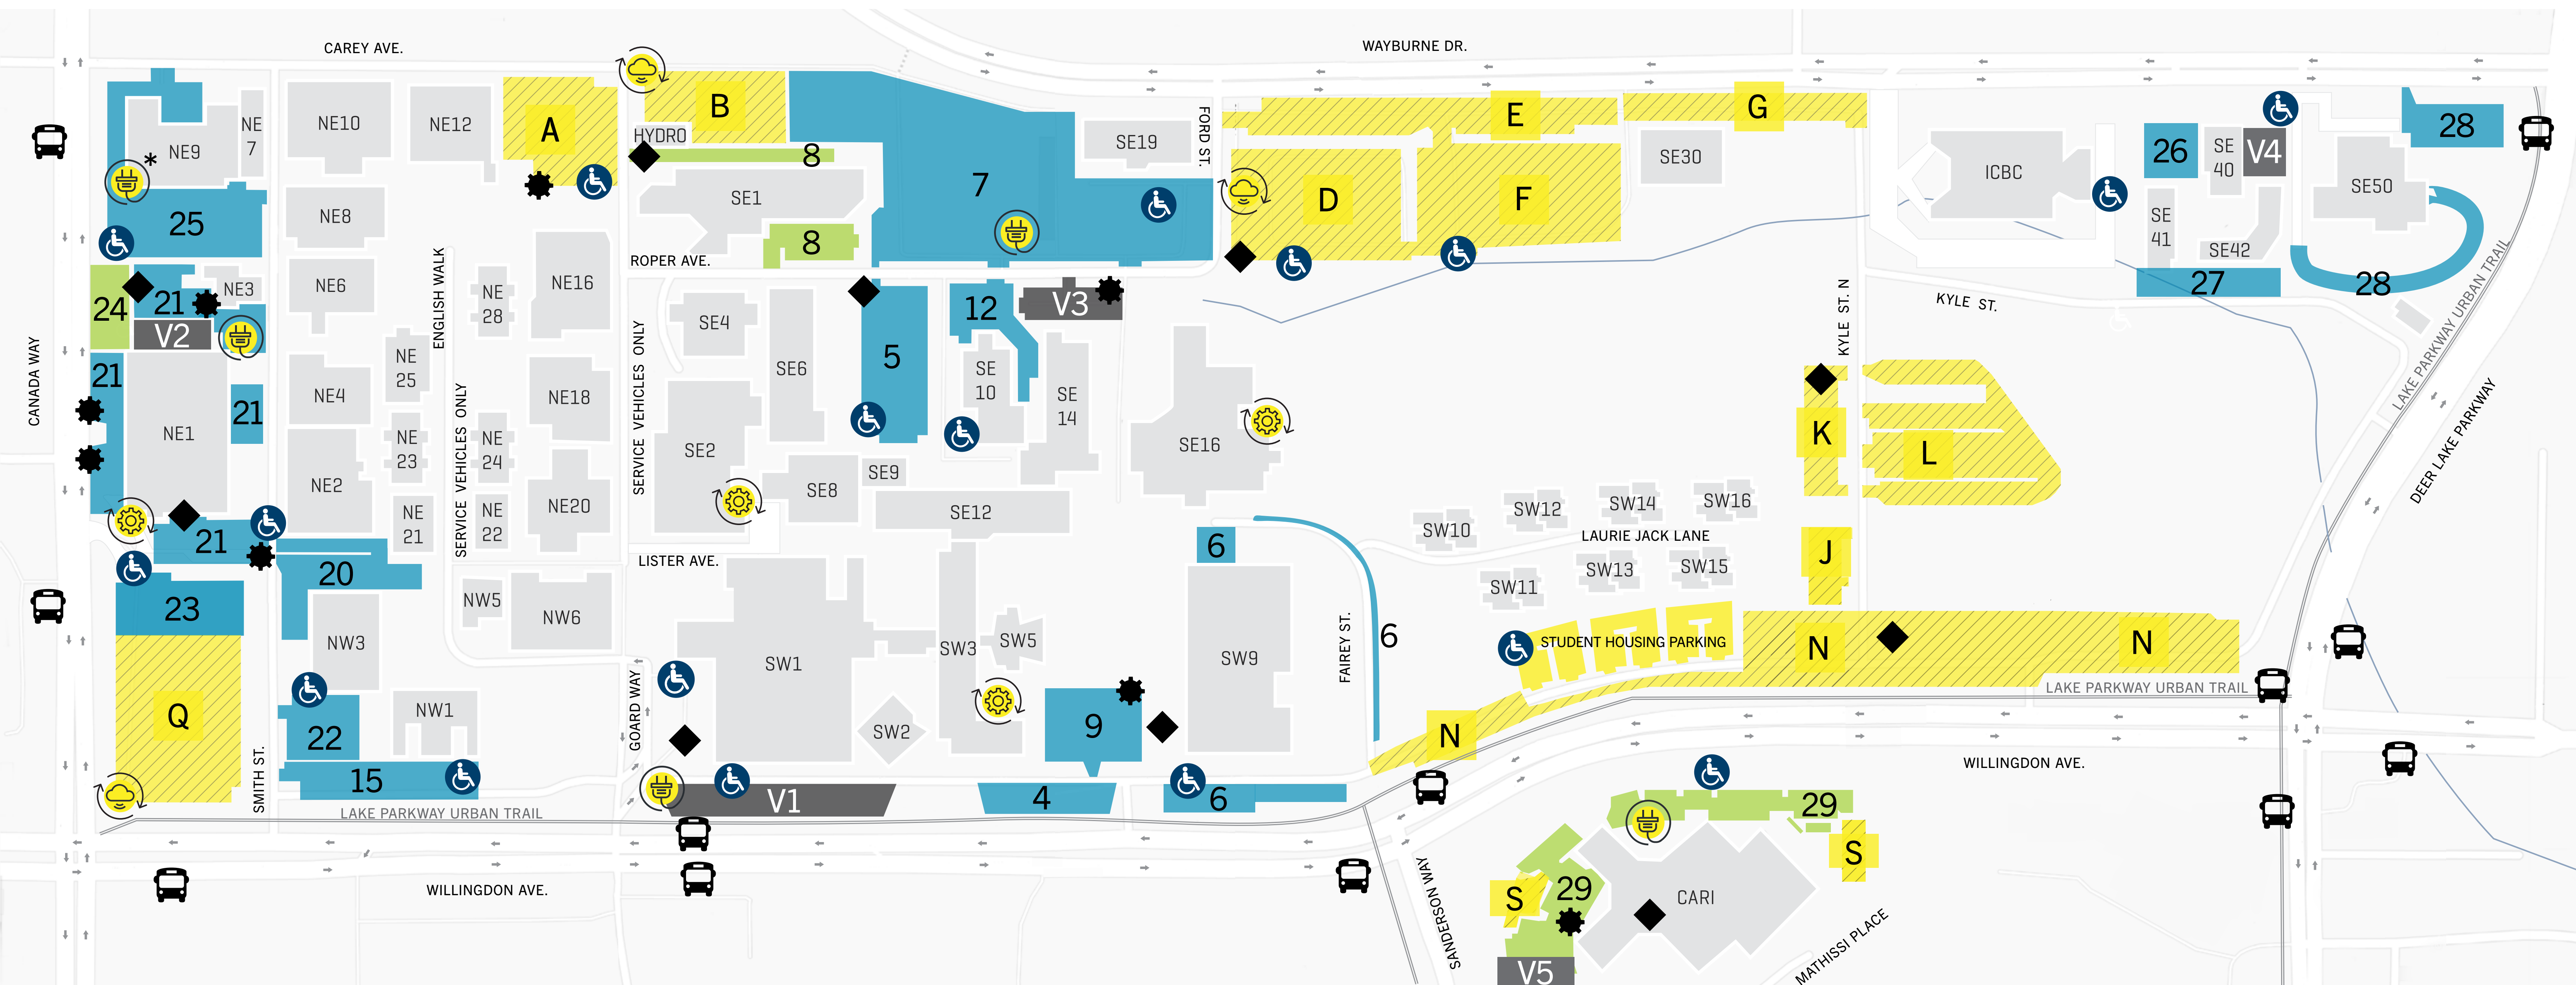 CAREY AVE.
WAYBURNE DR.
A
B
HYDRO
8
7
SE19
FORD ST.
E
G
D
F
SE30
ICBC
26
SE
40
V4
28
SE50
NE
7
NE9
*
NE10
NE12
25
NE8
SE1
8
ROPER AVE.
SE
41
SE42
27
28
KYLE ST.
KYLE ST. N
LAKE PARKWAY URBAN TRAIL
DEER LAKE PARKWAY
CANADA WAY
24
21
NE3
V2
NE6
ENGLISH WALK
NE
28
NE16
SERVICE VEHICLES ONLY
SE4
SE6
5
12
V3
SE
10
SE
14
SE16
21
NE1
21
NE4
NE
25
NE18
SE2
K
L
NE2
NE
23
SERVICE VEHICLES ONLY
NE
24
NE20
SE8
SE9
SE12
NE
21
NE
22
21
20
LISTER AVE.
6
SW10
SW12
SW14
SW16
LAURIE JACK LANE
SW11
SW13
SW15
J
23
NW5
NW6
NW3
SW1
SW3
SW5
SW9
FAIREY ST.
6
STUDENT HOUSING PARKING
N
N
LAKE PARKWAY URBAN TRAIL
Q
SMITH ST.
22
NW1
GOARD WAY
SW2
9
N
WILLINGDON AVE.
15
LAKE PARKWAY URBAN TRAIL
V1
4
6
29
S
WILLINGDON AVE.
SANDERSON WAY
S
29
CARI
MATHISSI PLACE
V5